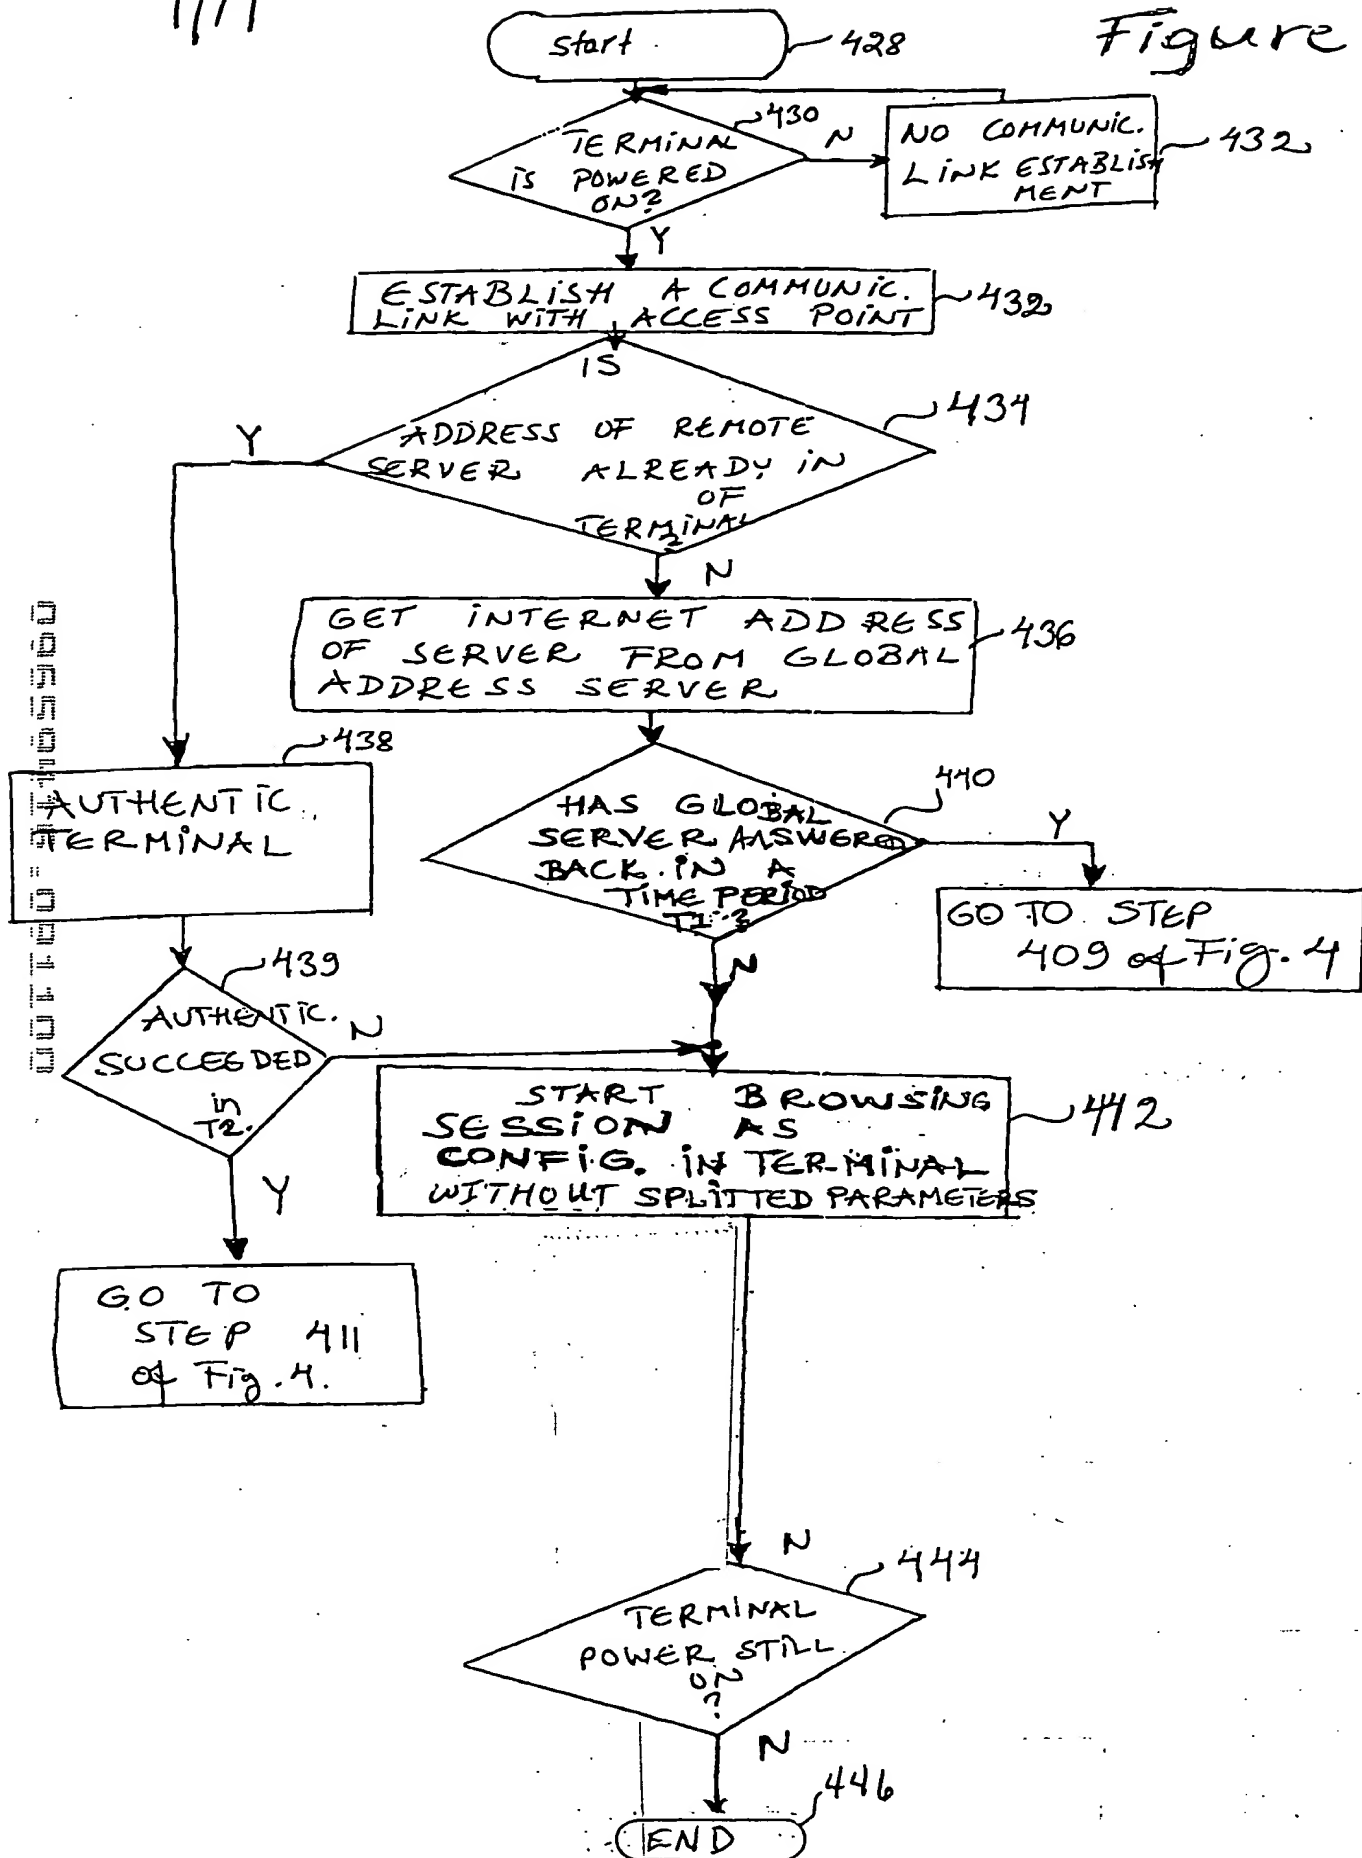 Figure
start
428
430
TERMINAL
IS POWERED
ON?
N
NO COMMUNIC.
LINK ESTABLISH
MENT
432
Y
ESTABLISH A COMMUNIC.
LINK WITH ACCESS POINT
432
IS
ADDRESS OF REMOTE
SERVER ALREADY IN
OF
TERMINAL
?
434
Y
N
GET INTERNET ADDRESS
OF SERVER FROM GLOBAL
ADDRESS SERVER
436
438
AUTHENTIC.
TERMINAL
HAS GLOBAL
SERVER ANSWERED
BACK IN A
TIME PERIOD
T1?
440
Y
GO TO STEP
409 of Fig. 4
N
439
AUTHENTIC.
SUCCEEDED
in
T2.
N
START BROWSING
SESSION AS
CONFIG. IN TERMINAL
WITHOUT SPLITTED PARAMETERS
442
Y
GO TO
STEP 411
of Fig. 4.
N
444
TERMINAL
POWER STILL
ON
?
N
446
END